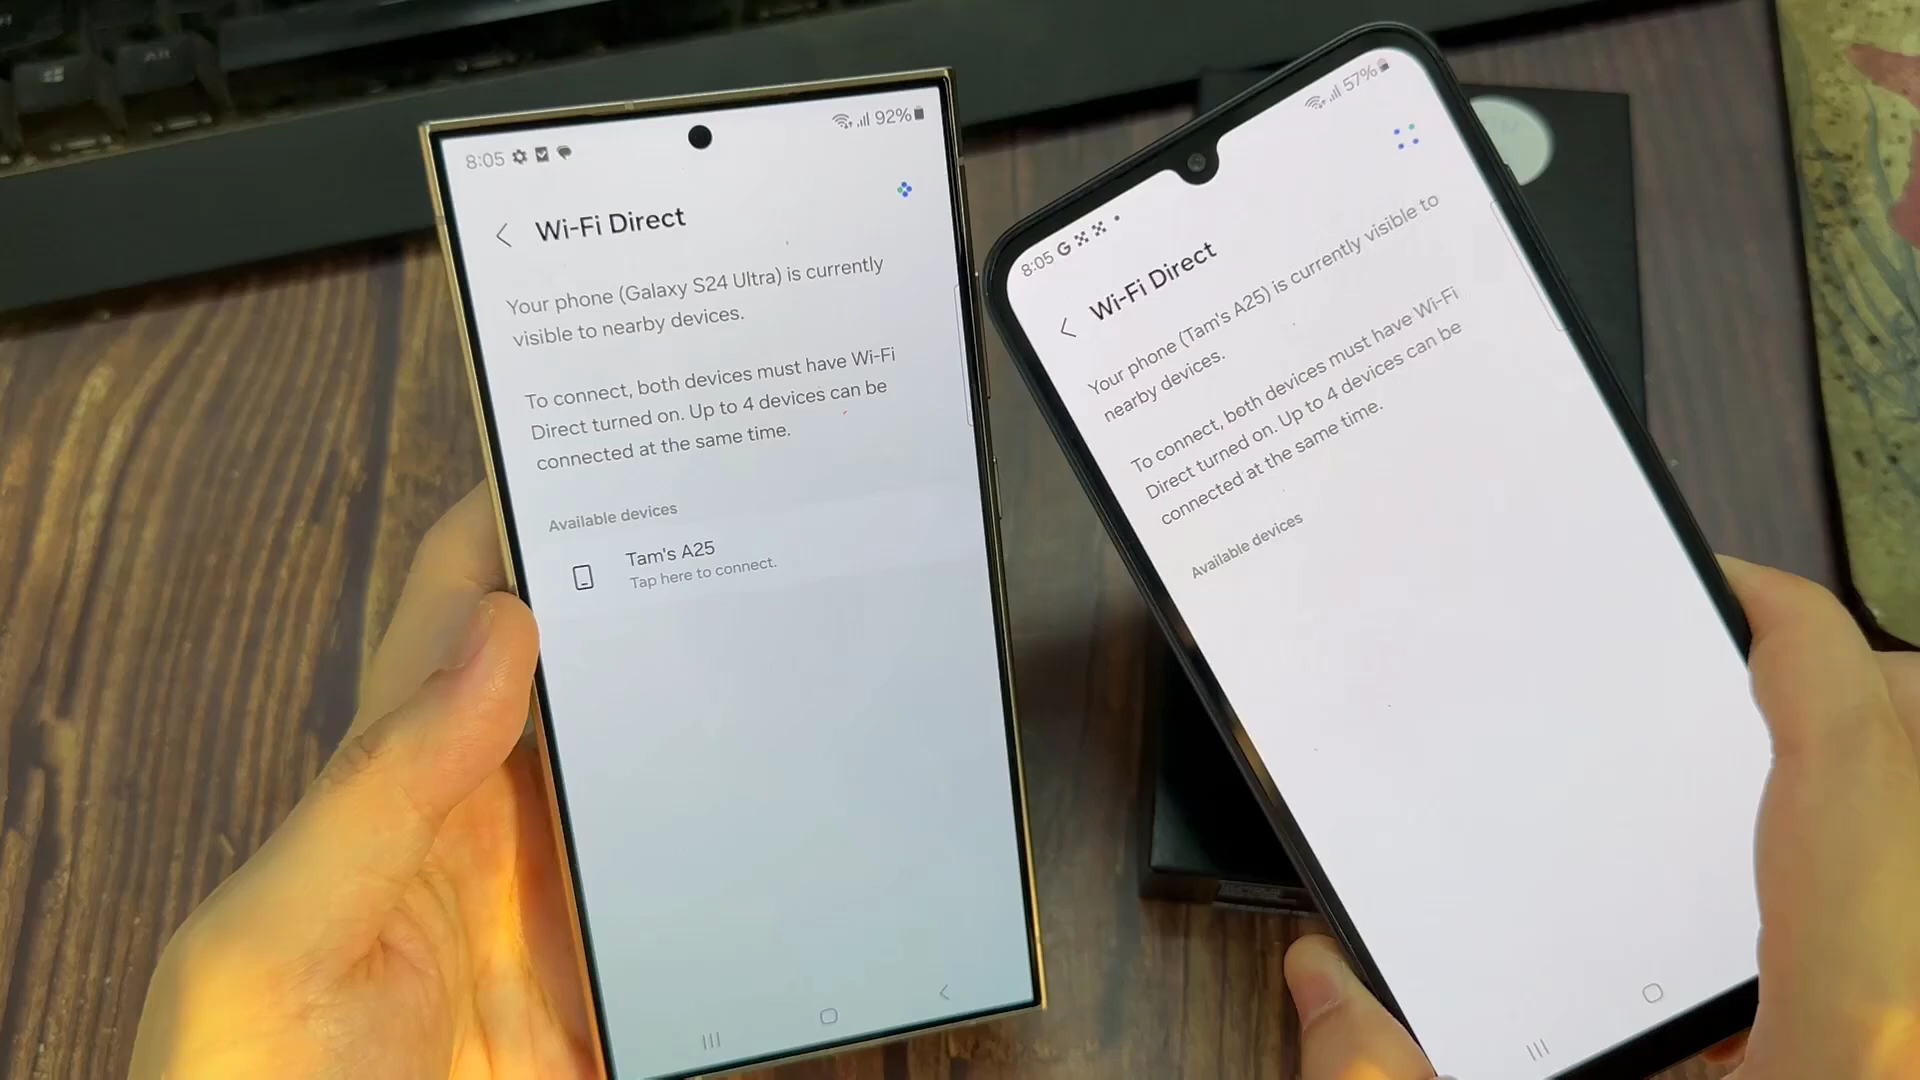 Alt
8:05
92%
Wi-Fi Direct
Your phone (Galaxy S24 Ultra) is currently
visible to nearby devices.
To connect, both devices must have Wi-Fi
Direct turned on. Up to 4 devices can be
connected at the same time.
Available devices
Tam's A25
Tap here to connect.
8:05 G
57%
Wi-Fi Direct
Your phone (Tam's A25) is currently visible to
nearby devices.
To connect, both devices must have Wi-Fi
Direct turned on. Up to 4 devices can be
connected at the same time.
Available devices